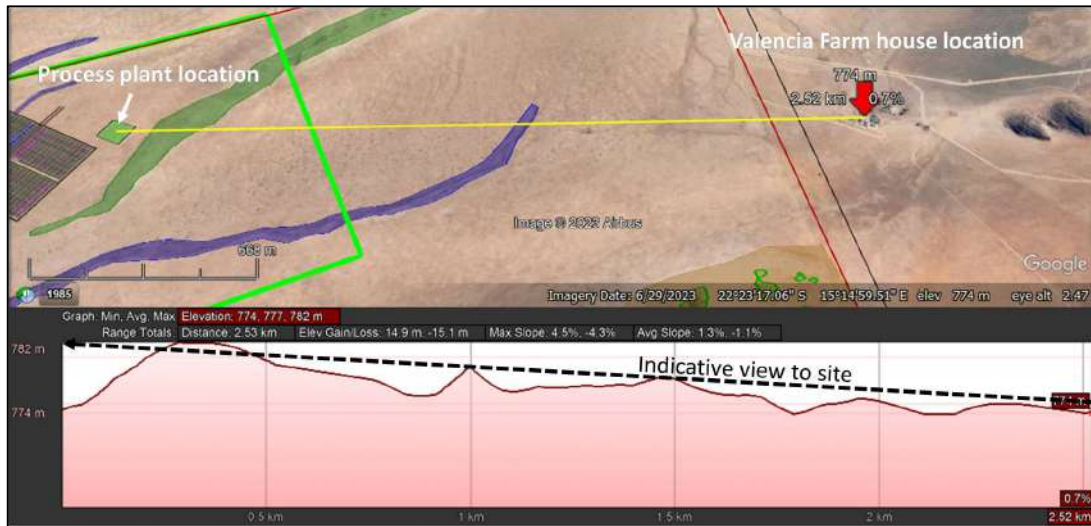 Valencia Farm house location
Process plant location
774 m
2.52 km 0.7%
Image © 2023 Airbus
668 m
Google
1985
Imagery Date: 6/29/2023 22°23'17.06" S 15°14'59.51" E elev 774 m eye alt 2.47
Graph: Min, Avg, Max Elevation: 774, 777, 782 m
Range Totals: Distance: 2.53 km Elev Gain/Loss: 14.9 m, -15.1 m Max Slope: 4.5%, -4.3% Avg Slope: 1.3%, -1.1%
782 m
Indicative view to site
774 m
0.7%
0.5 km 1 km 1.5 km 2 km 2.52 km